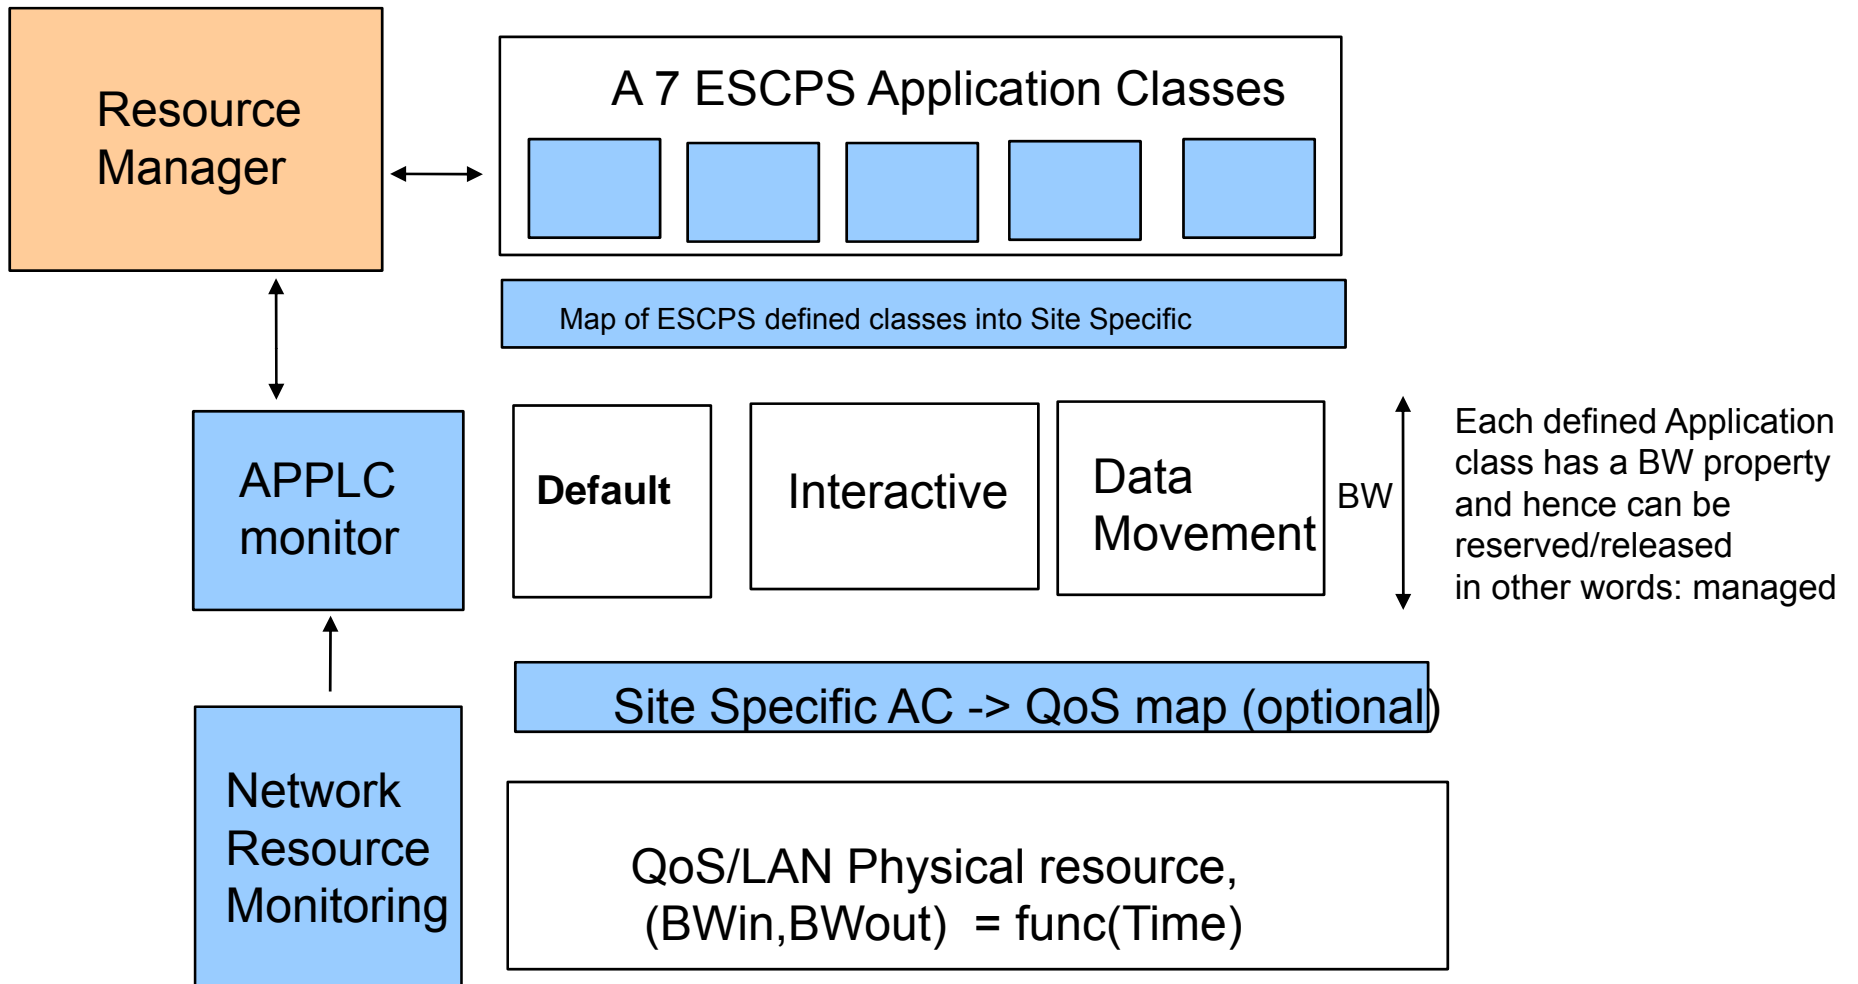 Resource
Manager
A 7 ESCPS Application Classes
Map of ESCPS defined classes into Site Specific
APPLC
monitor
Default
Interactive
Data
Movement
BW
Each defined Application
class has a BW property
and hence can be
reserved/released
in other words: managed
Site Specific AC -> QoS map (optional)
Network
Resource
Monitoring
QoS/LAN Physical resource,
(BWin,BWout) = func(Time)